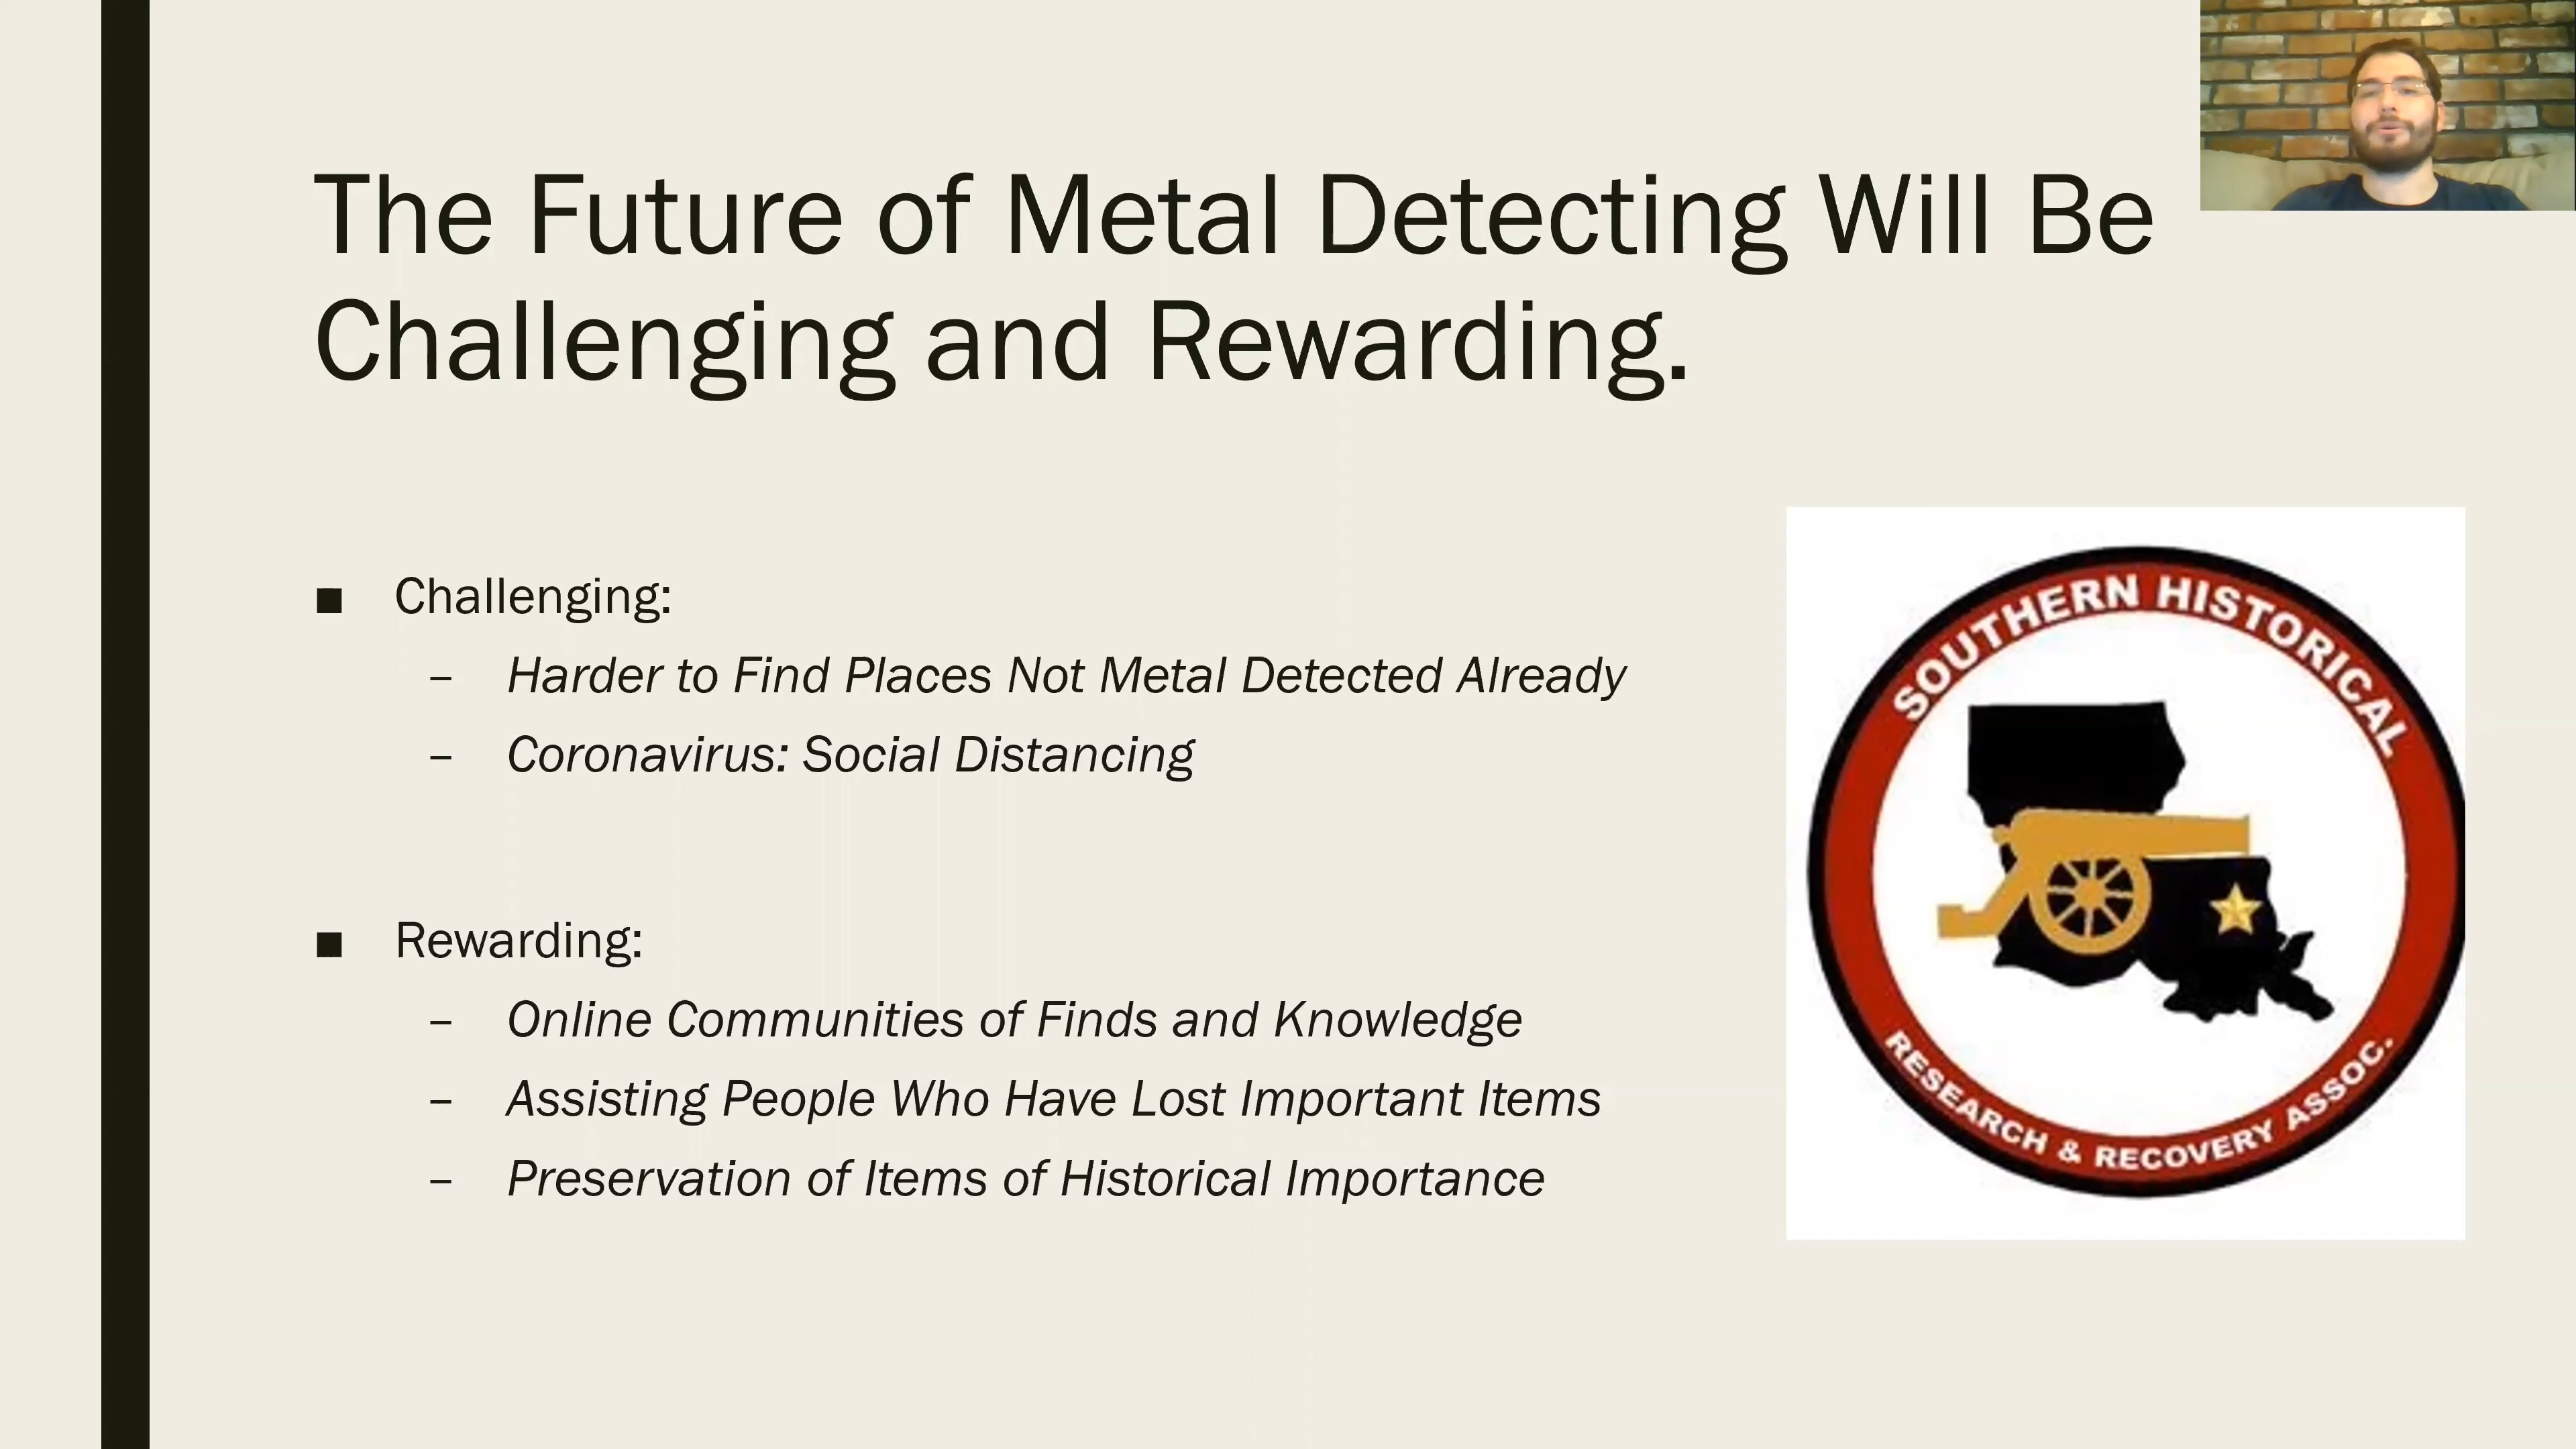 The Future of Metal Detecting Will Be
Challenging and Rewarding.
■ Challenging:
– Harder to Find Places Not Metal Detected Already
– Coronavirus: Social Distancing
■ Rewarding:
– Online Communities of Finds and Knowledge
– Assisting People Who Have Lost Important Items
– Preservation of Items of Historical Importance
SOUTHERN HISTORICAL
RESEARCH & RECOVERY ASSOC.